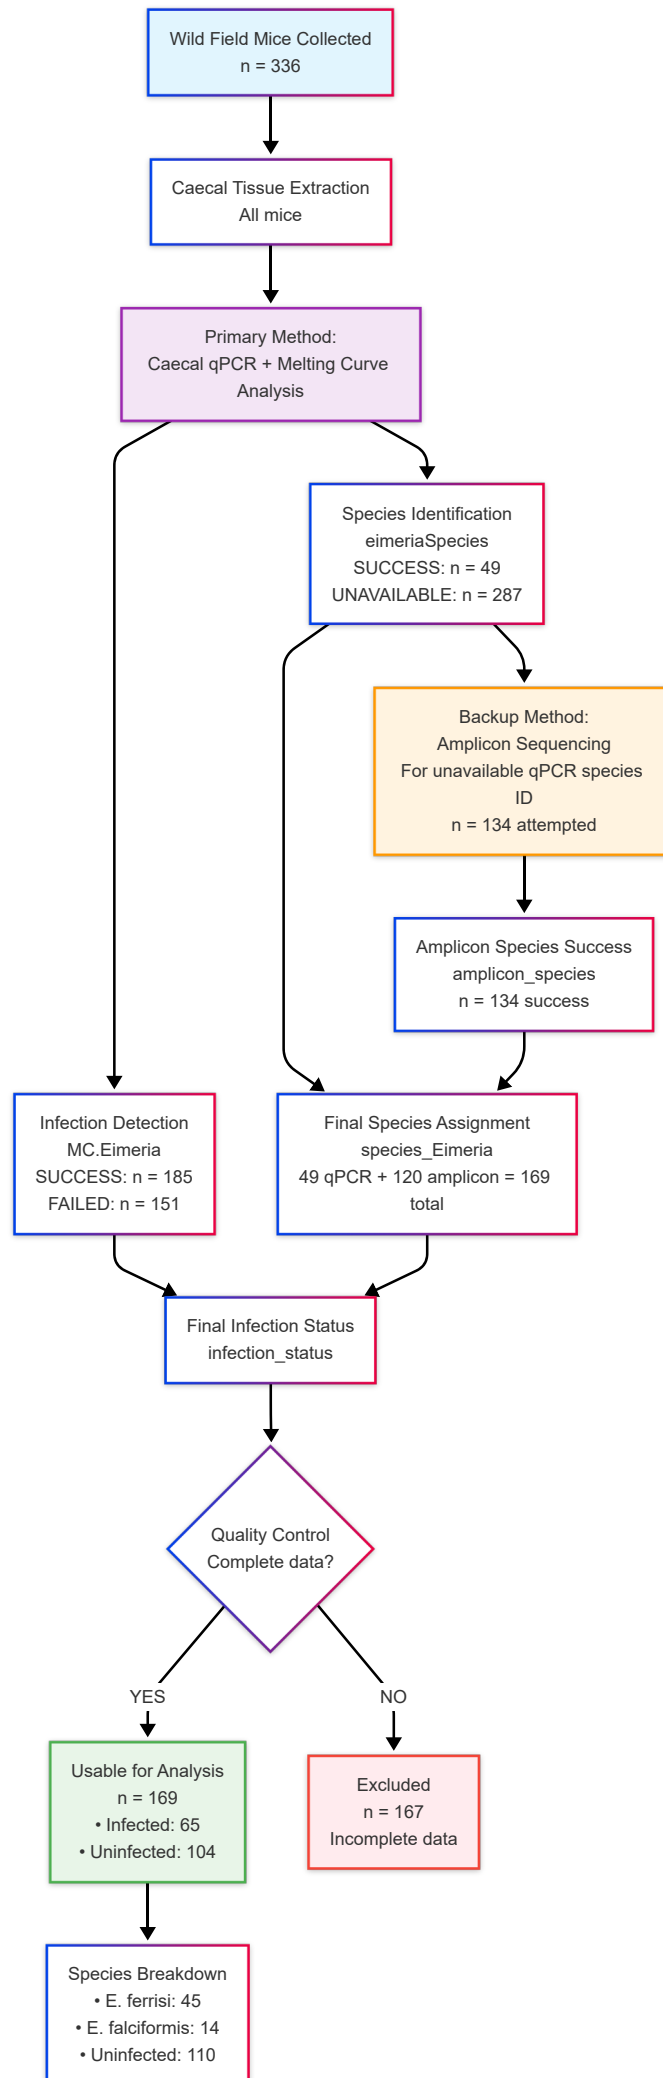 Wild Field Mice Collected
n = 336
Caecal Tissue Extraction
All mice
Primary Method:
Caecal qPCR + Melting Curve
Analysis
Species Identification
eimeriaSpecies
SUCCESS: n = 49
UNAVAILABLE: n = 287
Backup Method:
Amplicon Sequencing
For unavailable qPCR species
ID
n = 134 attempted
Amplicon Species Success
amplicon_species
n = 134 success
Infection Detection
MC.Eimeria
SUCCESS: n = 185
FAILED: n = 151
Final Species Assignment
species_Eimeria
49 qPCR + 120 amplicon = 169
total
Final Infection Status
infection_status
Quality Control
Complete data?
YES
NO
Usable for Analysis
n = 169
• Infected: 65
• Uninfected: 104
Excluded
n = 167
Incomplete data
Species Breakdown
• E. ferrisi: 45
• E. falciformis: 14
• Uninfected: 110